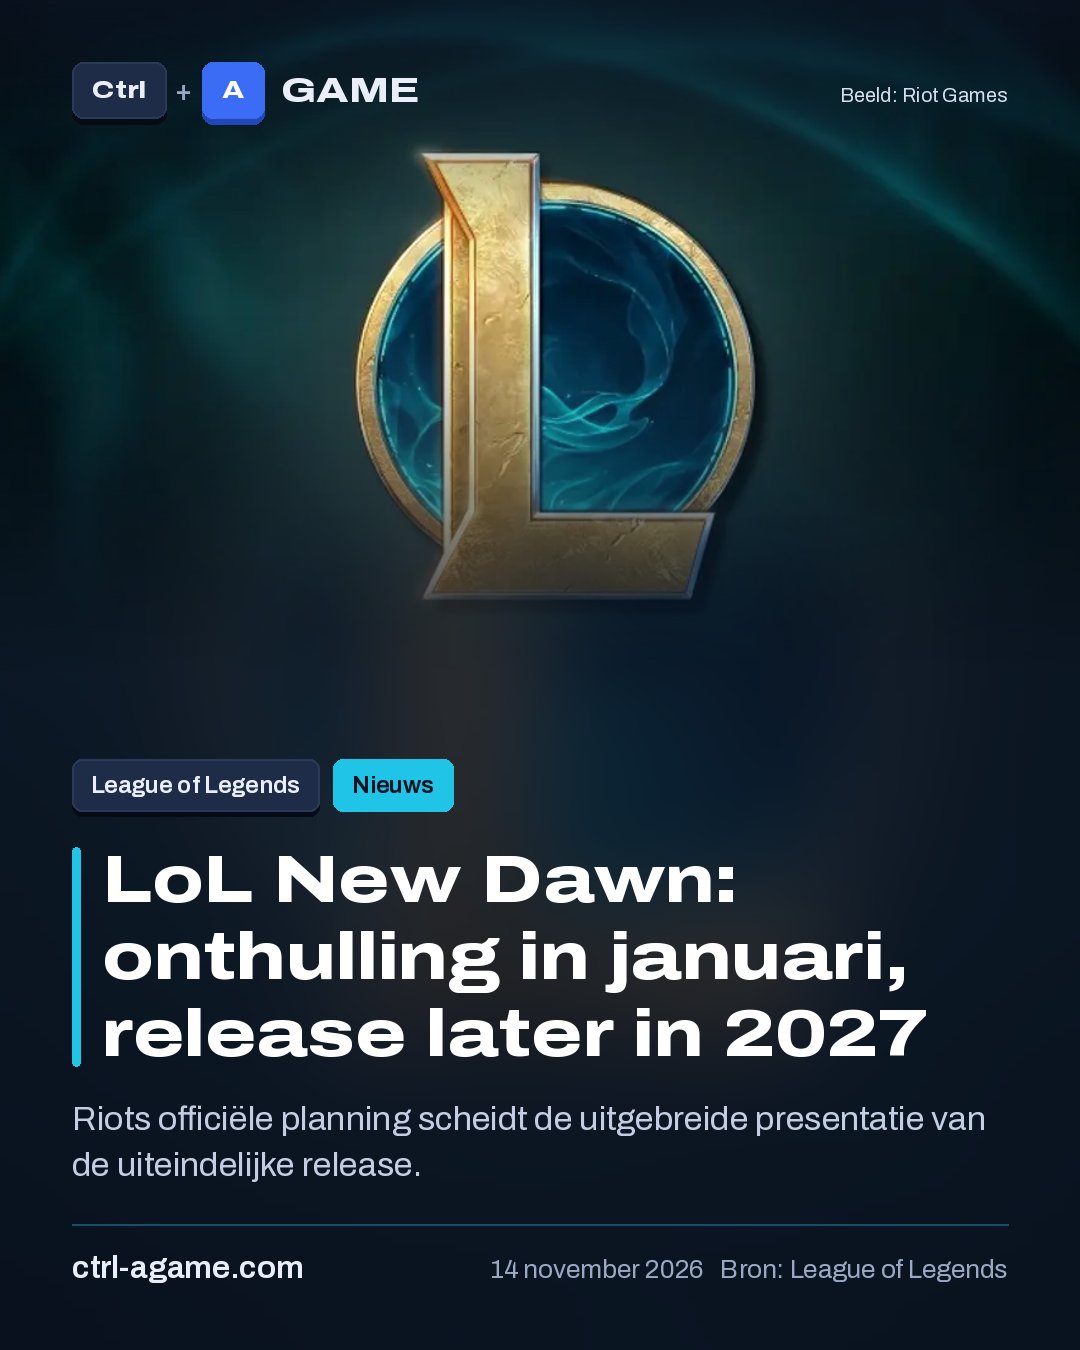 Ctrl + A GAME
Beeld: Riot Games
League of Legends Nieuws
LoL New Dawn:
onthulling in januari,
release later in 2027
Riots officiële planning scheidt de uitgebreide presentatie van
de uiteindelijke release.
ctrl-agame.com
14 november 2026 Bron: League of Legends